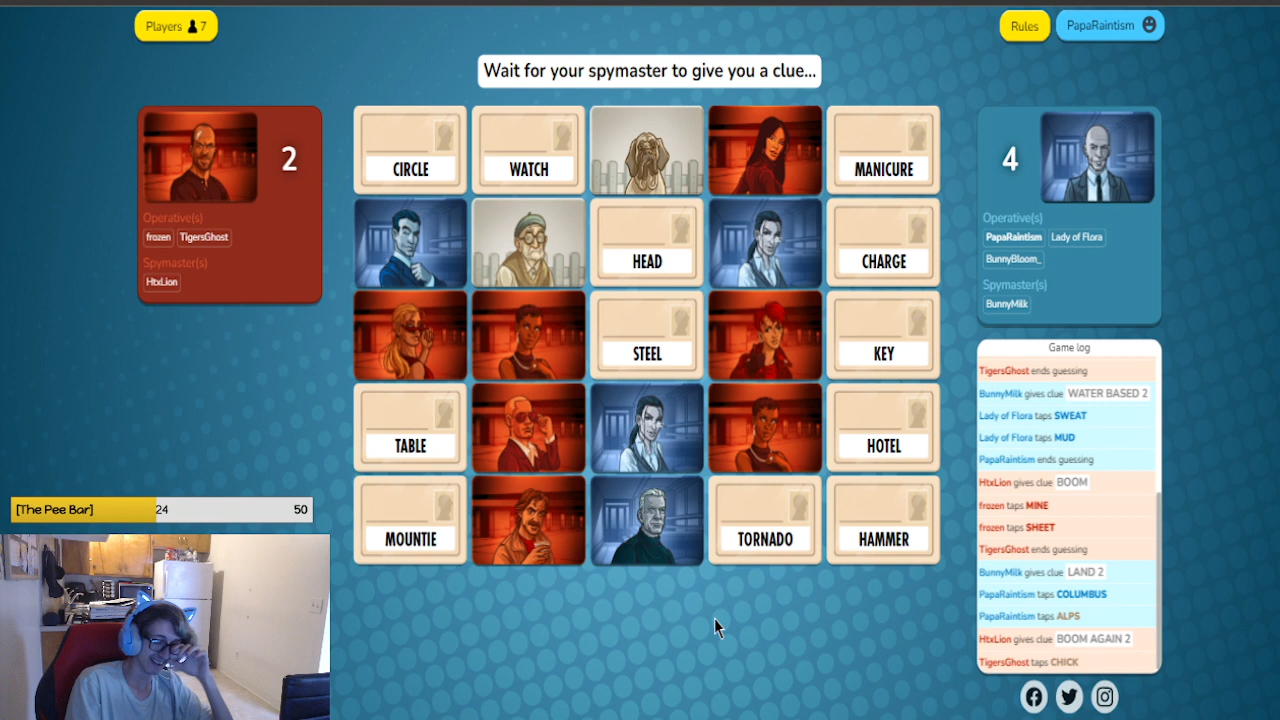 Players 7
Rules
PapaRaintism
Wait for your spymaster to give you a clue...
2
Operative(s)
frozen
TigersGhost
Spymaster(s)
HtxLion
CIRCLE
WATCH
MANICURE
HEAD
CHARGE
STEEL
KEY
TABLE
HOTEL
MOUNTIE
TORNADO
HAMMER
4
Operative(s)
PapaRaintism
Lady of Flora
BunnyBloom_
Spymaster(s)
BunnyMilk
Game log
TigersGhost ends guessing
BunnyMilk gives clue WATER BASED 2
Lady of Flora taps SWEAT
Lady of Flora taps MUD
PapaRaintism ends guessing
HtxLion gives clue BOOM
frozen taps MINE
frozen taps SHEET
TigersGhost ends guessing
BunnyMilk gives clue LAND 2
PapaRaintism taps COLUMBUS
PapaRaintism taps ALPS
HtxLion gives clue BOOM AGAIN 2
TigersGhost taps CHICK
[The Pee Bar] 24 50